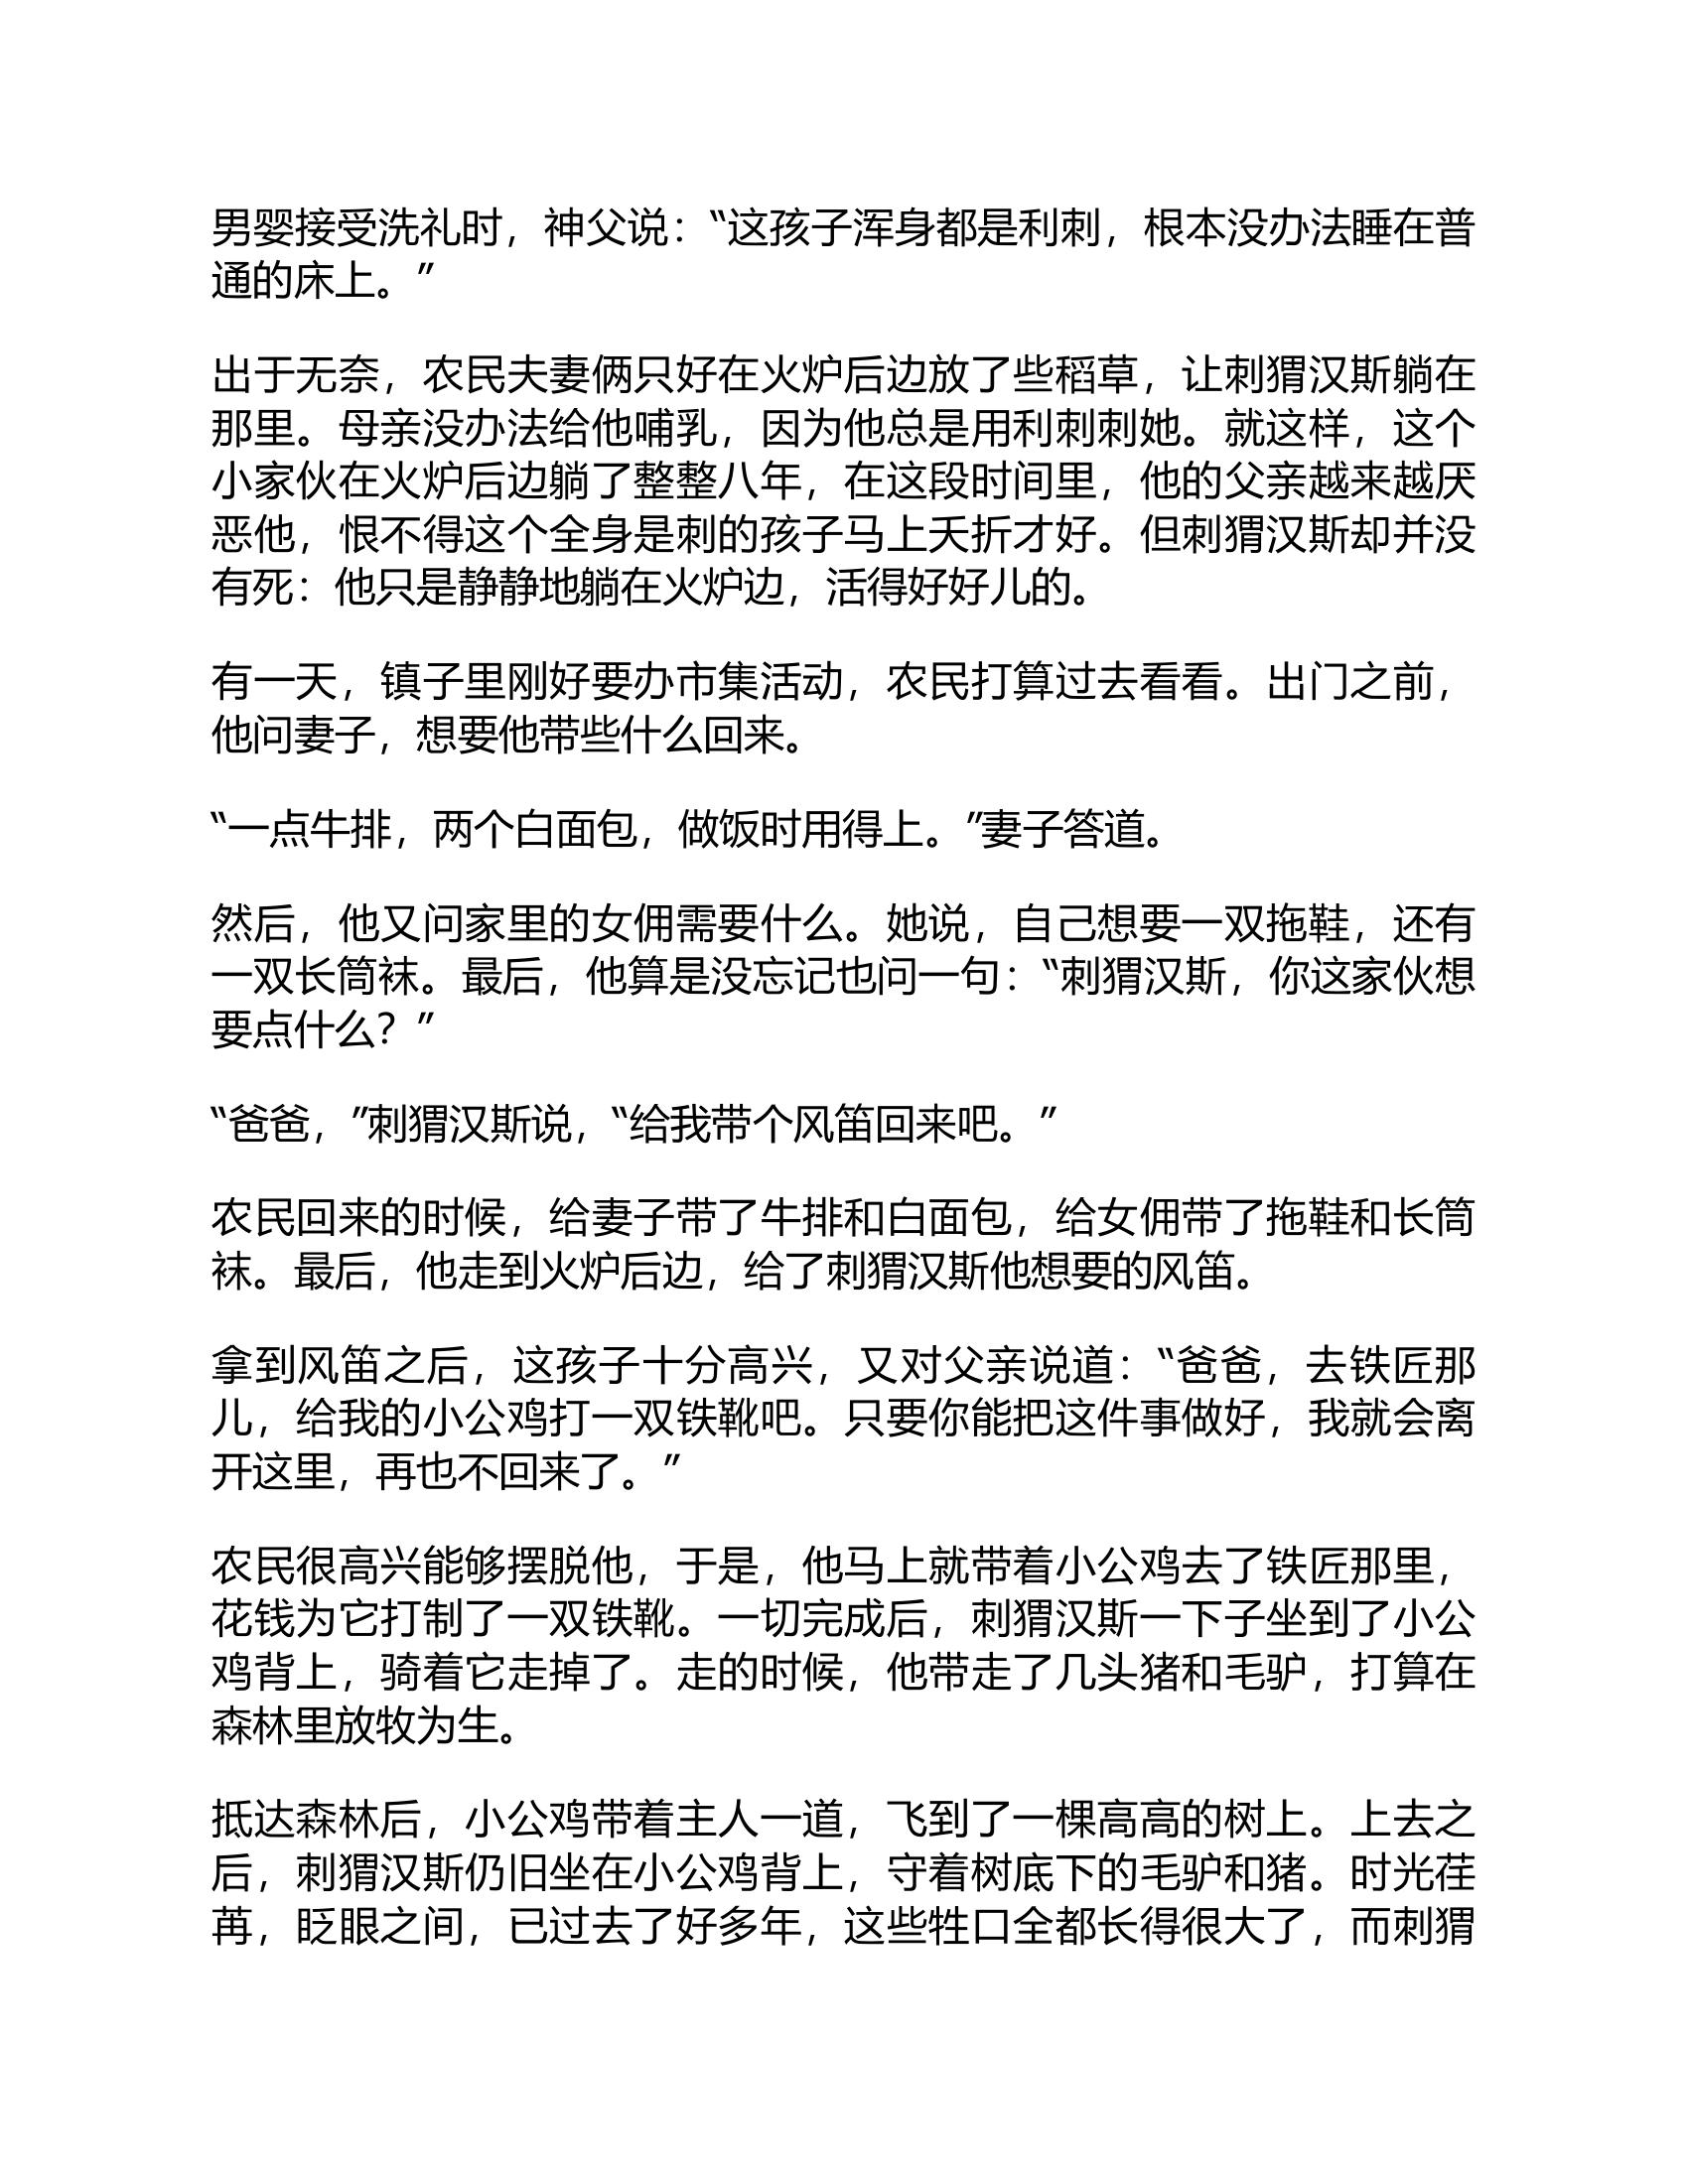 男婴接受洗礼时，神父说：“这孩子浑身都是利刺，根本没办法睡在普
通的床上。”
出于无奈，农民夫妻俩只好在火炉后边放了些稻草，让刺猬汉斯躺在
那里。母亲没办法给他哺乳，因为他总是用利刺刺她。就这样，这个
小家伙在火炉后边躺了整整八年，在这段时间里，他的父亲越来越厌
恶他，恨不得这个全身是刺的孩子马上夭折才好。但刺猬汉斯却并没
有死：他只是静静地躺在火炉边，活得好好儿的。
有一天，镇子里刚好要办市集活动，农民打算过去看看。出门之前，
他问妻子，想要他带些什么回来。
“一点牛排，两个白面包，做饭时用得上。”妻子答道。
然后，他又问家里的女佣需要什么。她说，自己想要一双拖鞋，还有
一双长筒袜。最后，他算是没忘记也问一句：“刺猬汉斯，你这家伙想
要点什么？”
“爸爸，”刺猬汉斯说，“给我带个风笛回来吧。”
农民回来的时候，给妻子带了牛排和白面包，给女佣带了拖鞋和长筒
袜。最后，他走到火炉后边，给了刺猬汉斯他想要的风笛。
拿到风笛之后，这孩子十分高兴，又对父亲说道：“爸爸，去铁匠那
儿，给我的小公鸡打一双铁靴吧。只要你能把这件事做好，我就会离
开这里，再也不回来了。”
农民很高兴能够摆脱他，于是，他马上就带着小公鸡去了铁匠那里，
花钱为它打制了一双铁靴。一切完成后，刺猬汉斯一下子坐到了小公
鸡背上，骑着它走掉了。走的时候，他带走了几头猪和毛驴，打算在
森林里放牧为生。
抵达森林后，小公鸡带着主人一道，飞到了一棵高高的树上。上去之
后，刺猬汉斯仍旧坐在小公鸡背上，守着树底下的毛驴和猪。时光荏
苒，眨眼之间，已过去了好多年，这些牲口全都长得很大了，而刺猬